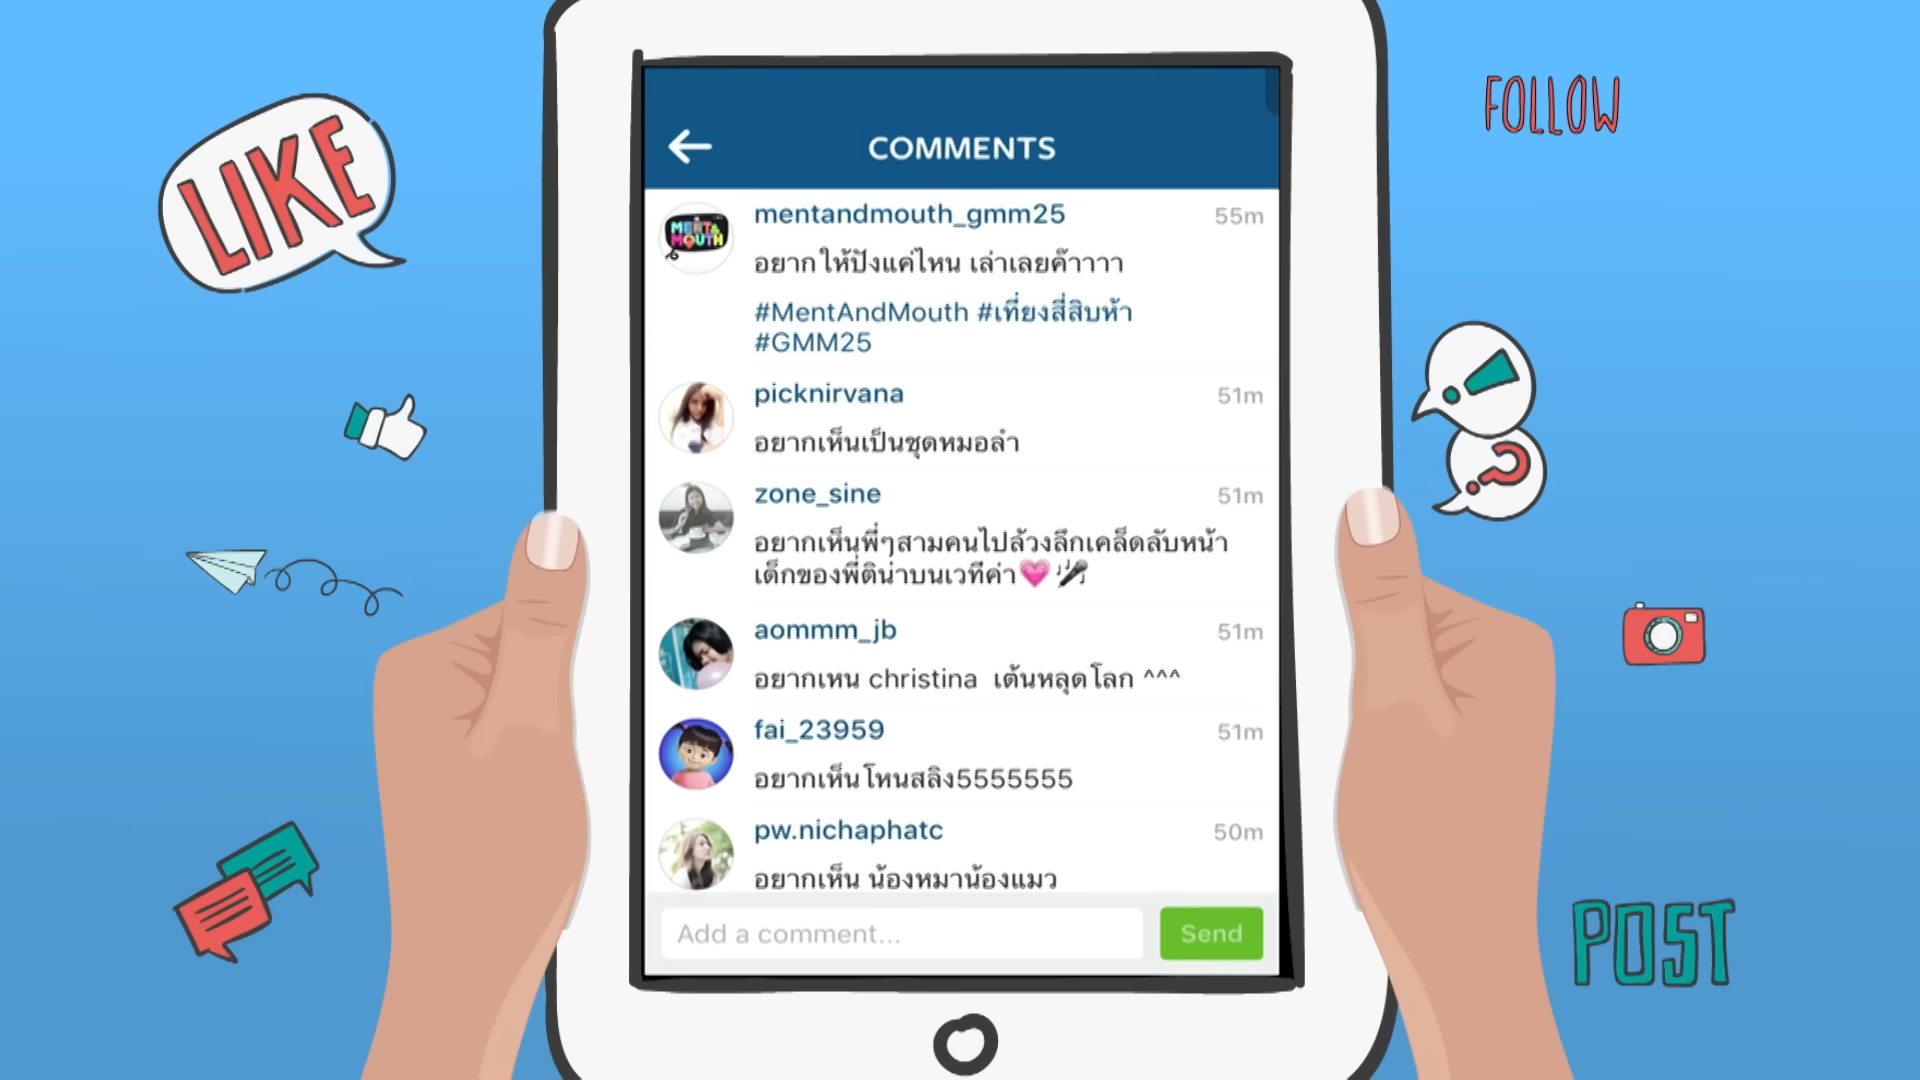 LIKE
FOLLOW
COMMENTS
MENT&
MOUTH
mentandmouth_gmm25 55m
อยากให้ปังแค่ไหน เล่าเลยค๊าาาา
#MentAndMouth #เที่ยงสี่สิบห้า
#GMM25
picknirvana 51m
อยากเห็นเป็นชุดหมอลำ
zone_sine 51m
อยากเห็นพี่ๆสามคนไปล้วงลึกเคล็ดลับหน้า
เด็กของพี่ติน่าบนเวทีค่า💗🎤
aommm_jb 51m
อยากเหน christina เต้นหลุดโลก ^^^
fai_23959 51m
อยากเห็นโหนสลิง5555555
pw.nichaphatc 50m
อยากเห็น น้องหมาน้องแมว
Add a comment... Send
POST